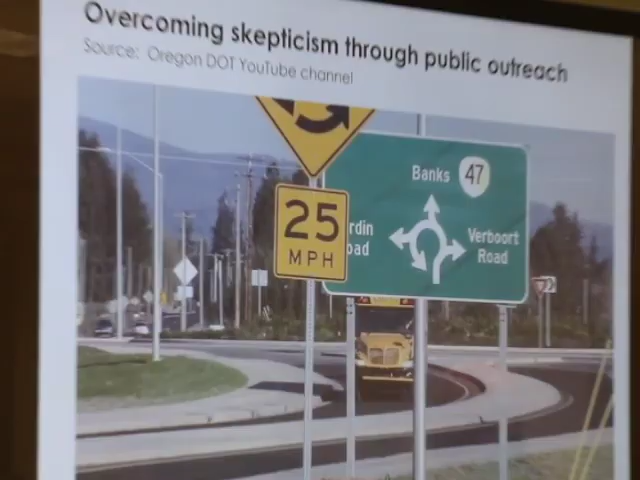 Overcoming skepticism through public outreach
Source: Oregon DOT YouTube channel
Banks 47
25
MPH
rdin
oad
Verboort
Road